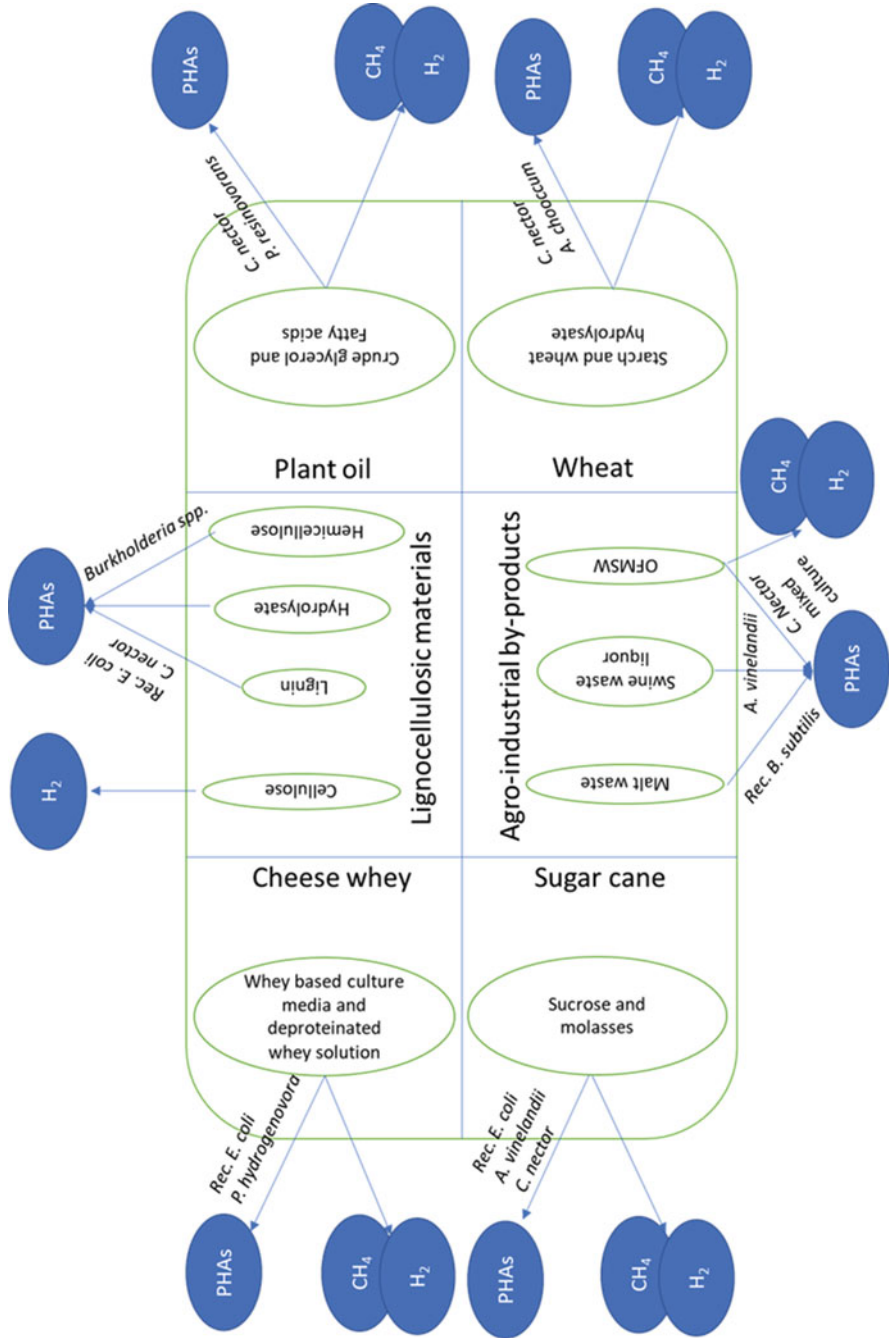 PHAs
CH4
H2
C. nector
P. resinovorans
Crude glycerol and
Fatty acids
Plant oil
PHAs
CH4
H2
C. nector
A. chooccum
Starch and wheat
hydrolysate
Wheat
PHAs
Burkholderia spp.
Rec. E. coli
C. nector
Hemicellulose
Hydrolysate
Lignin
Cellulose
H2
Lignocellulosic materials
Agro-industrial by-products
OFMSW
Swine waste
liquor
Malt waste
CH4
H2
C. Nector
mixed
culture
A. vinelandii
Rec. B. subtilis
PHAs
Cheese whey
Whey based culture
media and
deproteinated
whey solution
Rec. E. coli
P. hydrogenovora
PHAs
CH4
H2
Sugar cane
Sucrose and
molasses
Rec. E. coli
A. vinelandii
C. nector
PHAs
CH4
H2